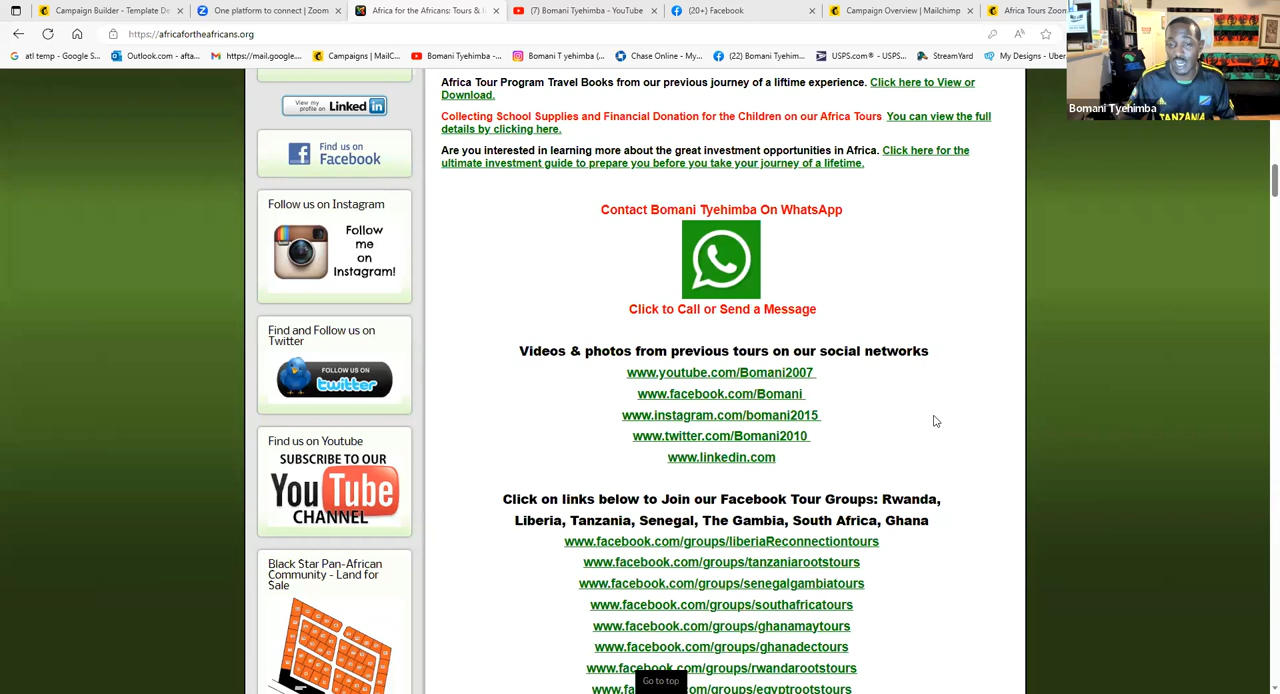 Campaign Builder - Template De
One platform to connect | Zoom
Africa for the Africans: Tours &
(7) Bomani Tyehimba - YouTube
(20+) Facebook
Campaign Overview | Mailchimp
Africa Tours Zoom
https://africafortheafricans.org
atl temp - Google S...
Outlook.com - afta...
https://mail.google...
Campaigns | MailC...
Bomani Tyehimba -...
Bomani T yehimba (...
Chase Online - My...
(22) Bomani Tyehim...
USPS.com® - USPS...
StreamYard
My Designs - Uber
Bomani Tyehimba
TANZANIA
View my
profile on LinkedIn
Find us on
Facebook
Follow us on Instagram
Follow
me
on
Instagram!
Find and Follow us on
Twitter
FOLLOW US ON
twitter
Find us on Youtube
SUBSCRIBE TO OUR
YouTube
CHANNEL
Black Star Pan-African
Community - Land for
Sale
Africa Tour Program Travel Books from our previous journey of a liftime experience. Click here to View or
Download.
Collecting School Supplies and Financial Donation for the Children on our Africa Tours You can view the full
details by clicking here.
Are you interested in learning more about the great investment opportunities in Africa. Click here for the
ultimate investment guide to prepare you before you take your journey of a lifetime.
Contact Bomani Tyehimba On WhatsApp
Click to Call or Send a Message
Videos & photos from previous tours on our social networks
www.youtube.com/Bomani2007
www.facebook.com/Bomani
www.instagram.com/bomani2015
www.twitter.com/Bomani2010
www.linkedin.com
Click on links below to Join our Facebook Tour Groups: Rwanda,
Liberia, Tanzania, Senegal, The Gambia, South Africa, Ghana
www.facebook.com/groups/liberiaReconnectiontours
www.facebook.com/groups/tanzaniarootstours
www.facebook.com/groups/senegalgambiatours
www.facebook.com/groups/southafricatours
www.facebook.com/groups/ghanamaytours
www.facebook.com/groups/ghanadectours
www.facebook.com/groups/rwandarootstours
www.facebook.com/groups/egyptrootstours
Go to top